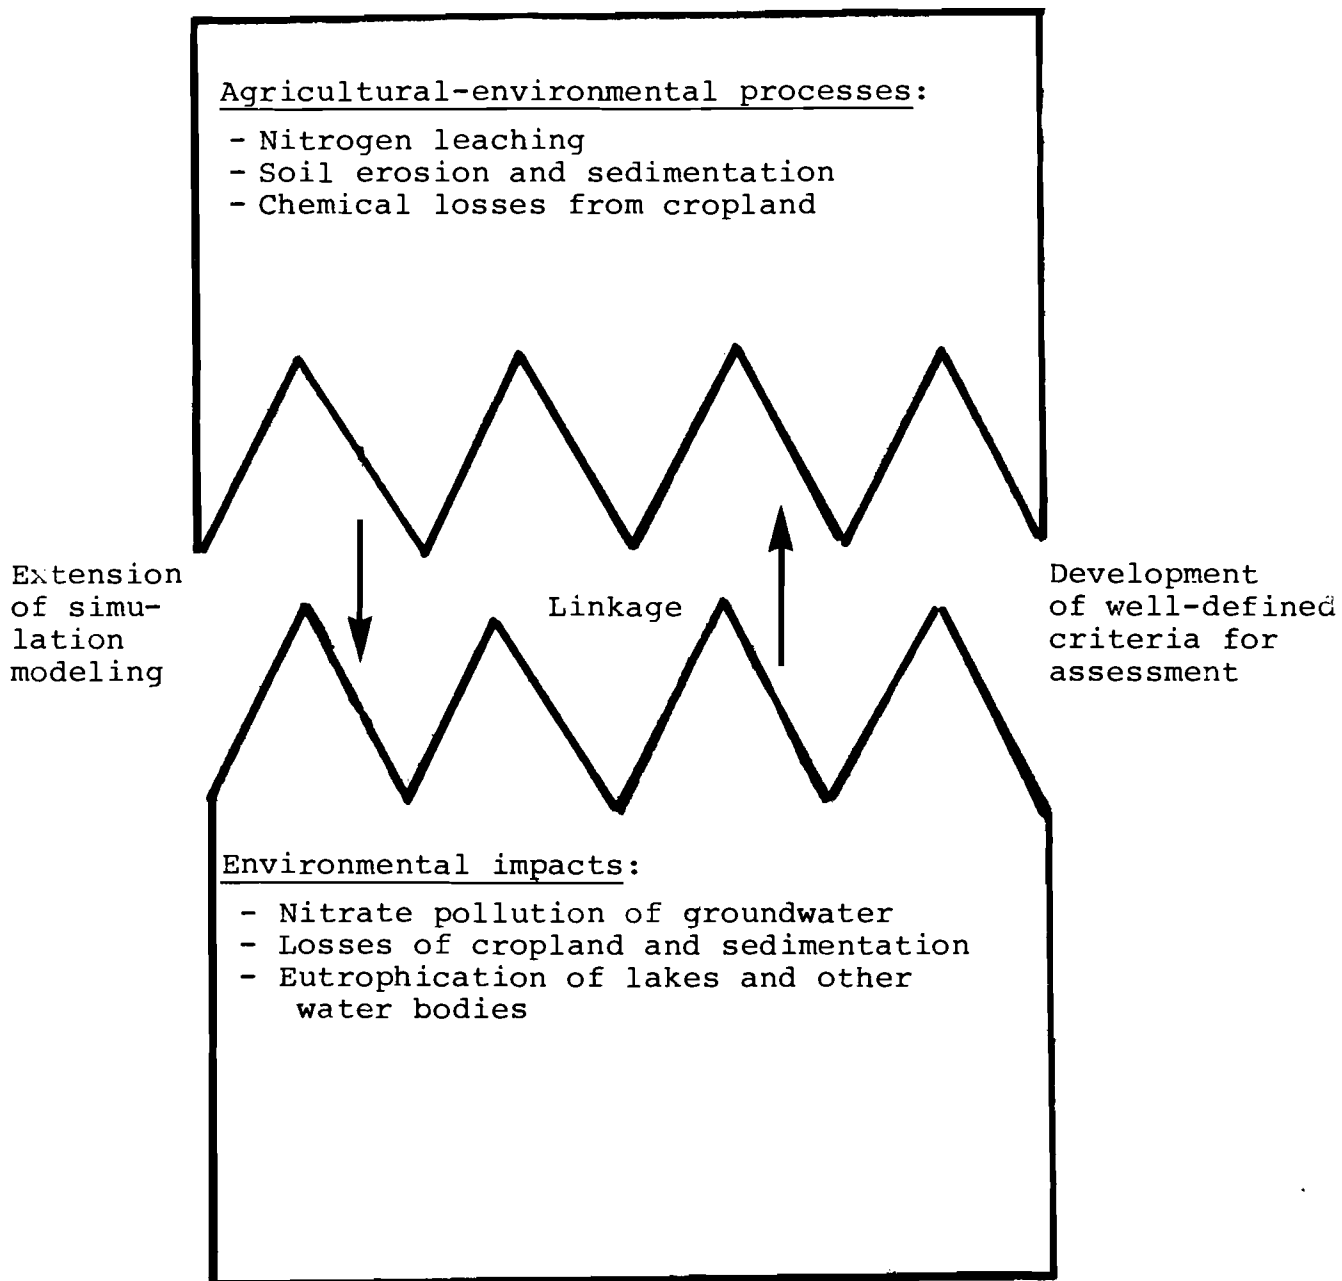 Agricultural-environmental processes:
- Nitrogen leaching
- Soil erosion and sedimentation
- Chemical losses from cropland
Extension
of simu-
lation
modeling
Linkage
Development
of well-defined
criteria for
assessment
Environmental impacts:
- Nitrate pollution of groundwater
- Losses of cropland and sedimentation
- Eutrophication of lakes and other
water bodies